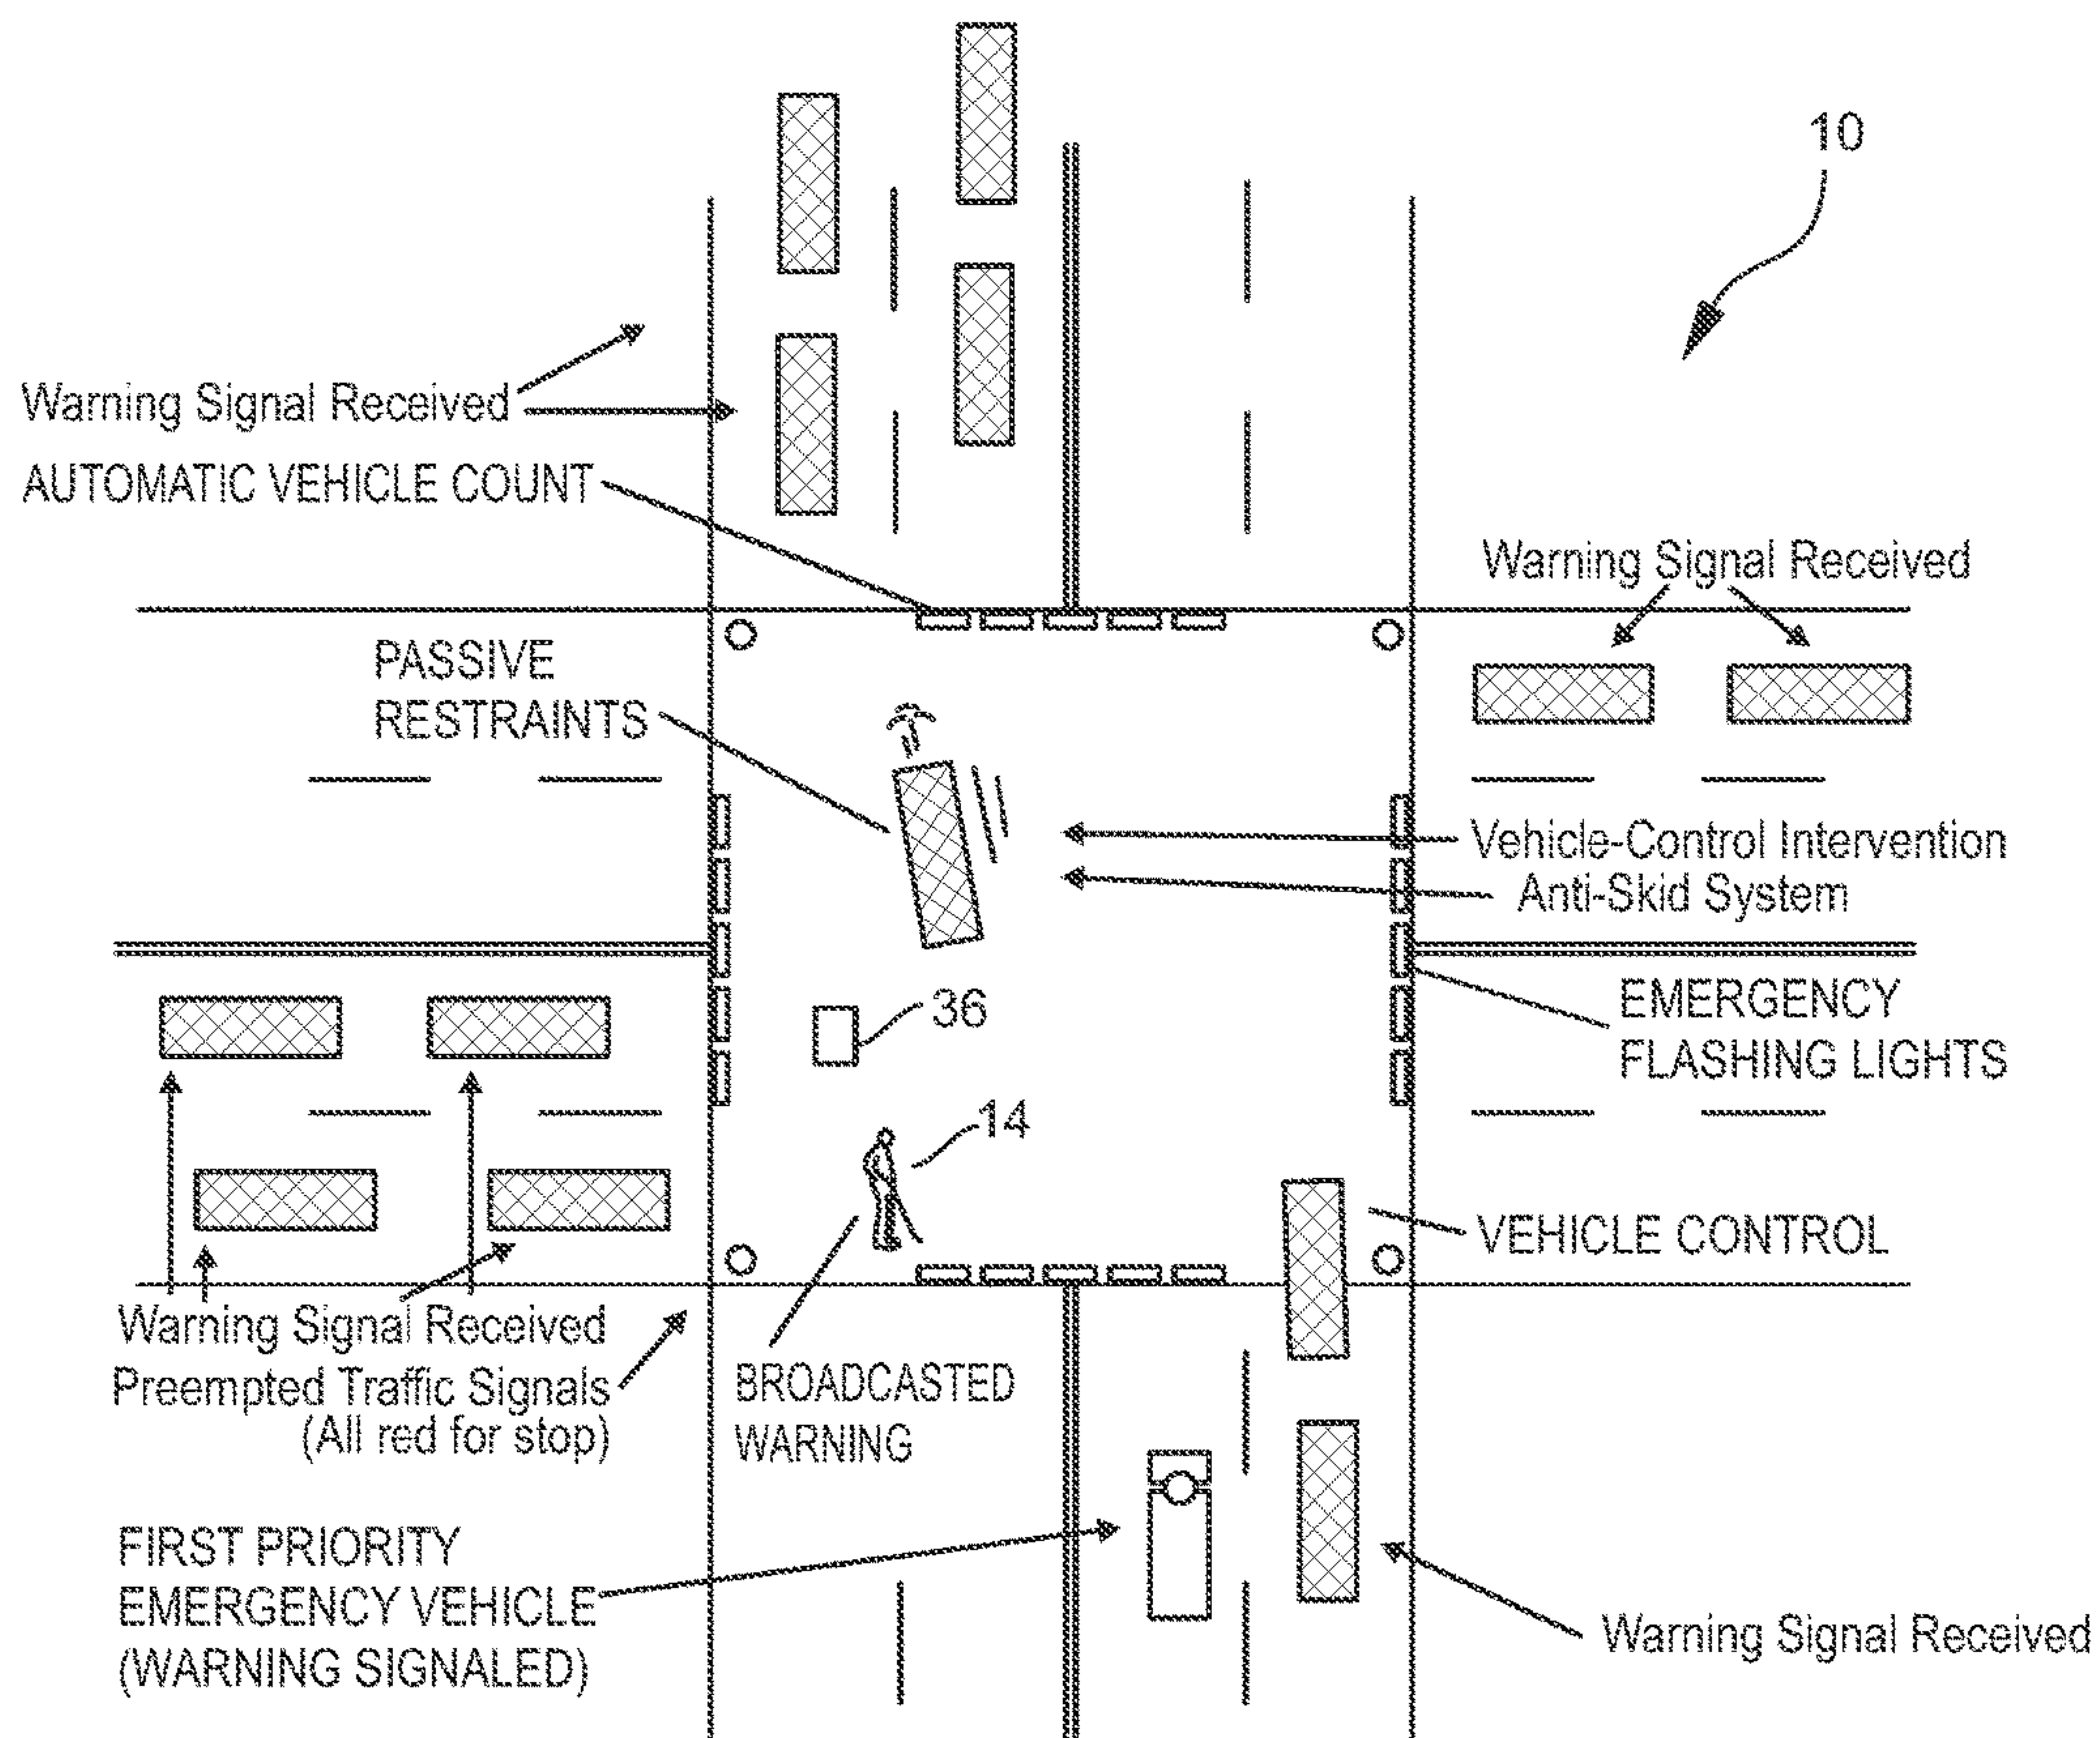 10
Warning Signal Received
AUTOMATIC VEHICLE COUNT
Warning Signal Received
PASSIVE
RESTRAINTS
Vehicle-Control Intervention
Anti-Skid System
36
EMERGENCY
FLASHING LIGHTS
14
VEHICLE CONTROL
Warning Signal Received
Preempted Traffic Signals
(All red for stop)
BROADCASTED
WARNING
FIRST PRIORITY
EMERGENCY VEHICLE
(WARNING SIGNALED)
Warning Signal Received